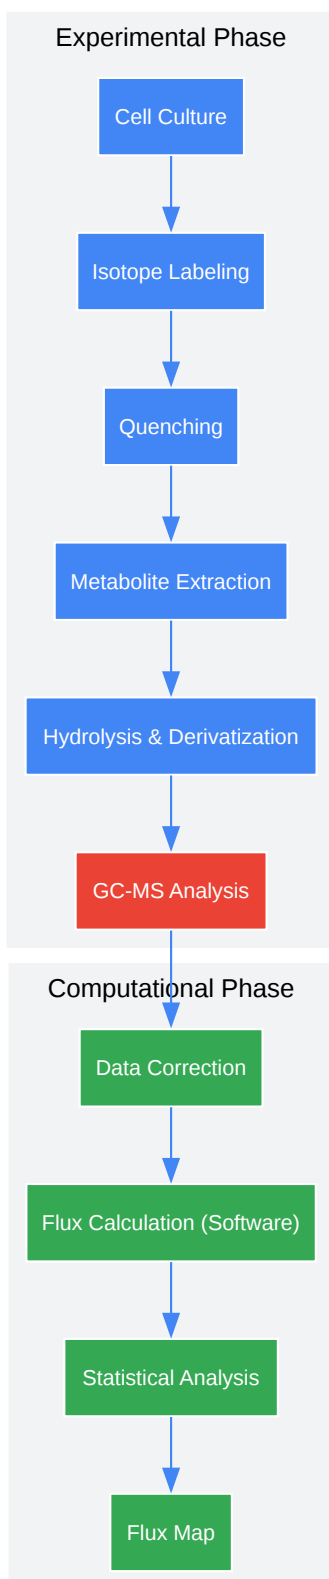 Experimental Phase
Cell Culture
Isotope Labeling
Quenching
Metabolite Extraction
Hydrolysis & Derivatization
GC-MS Analysis
Computational Phase
Data Correction
Flux Calculation (Software)
Statistical Analysis
Flux Map